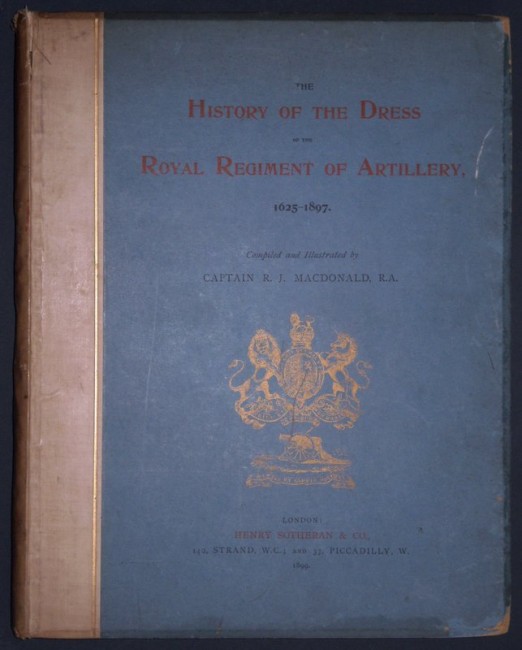 THE
HISTORY OF THE DRESS
OF THE
ROYAL REGIMENT OF ARTILLERY,
1625-1897.
Compiled and Illustrated by
CAPTAIN R. J. MACDONALD, R.A.
LONDON:
HENRY SOTHERAN & CO.,
STRAND, W.C.; AND 37, PICCADILLY, W.
1899.